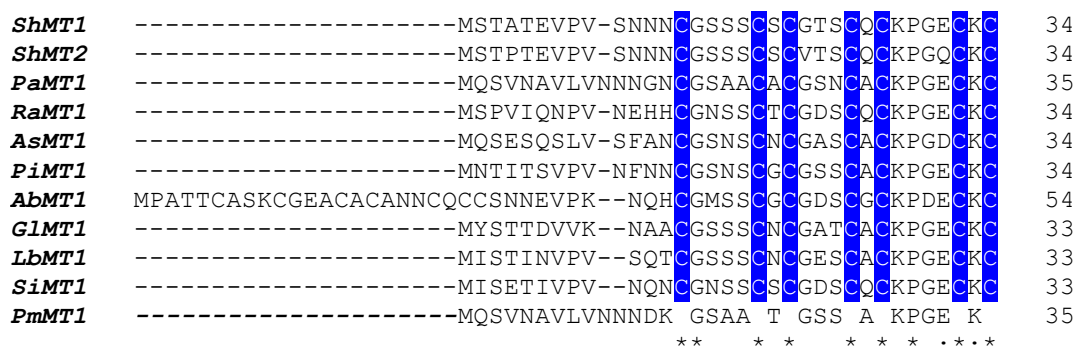 ShMT1 ---------------------MSTATEVPV-SNNNCGSSSCSCGTSCQCKPGECKC 34
ShMT2 ---------------------MSTPTEVPV-SNNNCGSSSCSCVTSCQCKPGQCKC 34
PaMT1 ---------------------MQSVNAVLVNNNGNCGSAACACGSNCACKPGECKC 35
RaMT1 ---------------------MSPVIQNPV-NEHHCGNSSCTCGDSCQCKPGECKC 34
AsMT1 ---------------------MQSESQSLV-SFANCGNSNCNCGASCACKPGDCKC 34
PiMT1 ---------------------MNTITSVPV-NFNNCGSNSCGCGSSCACKPGECKC 34
AbMT1 MPATTCASKCGEACACANNCQCCSNNEVPK--NQHCGMSSCGCGDSCGCKPDECKC 54
GlMT1 ---------------------MYSTTDVVK--NAACGSSSCNCGATCACKPGECKC 33
LbMT1 ---------------------MISTINVPV--SQTCGSSSCNCGESCACKPGECKC 33
SiMT1 ---------------------MISETIVPV--NQNCGNSSCSCGDSCQCKPGECKC 33
PmMT1 ---------------------MQSVNAVLVNNNDK GSAA T GSS A KPGE K 35
** * * * * * .*.*